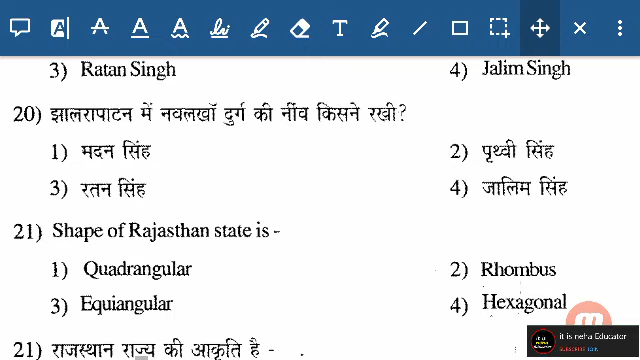 3) Ratan Singh 4) Jalim Singh
20) झालरापाटन में नवलखाँ दुर्ग की नींव किसने रखी?
1) मदन सिंह 2) पृथ्वी सिंह
3) रतन सिंह 4) जालिम सिंह
21) Shape of Rajasthan state is -
1) Quadrangular 2) Rhombus
3) Equiangular 4) Hexagonal
21) राजस्थान राज्य की आकृति है -
it is neha Educator
SUBSCRIBE